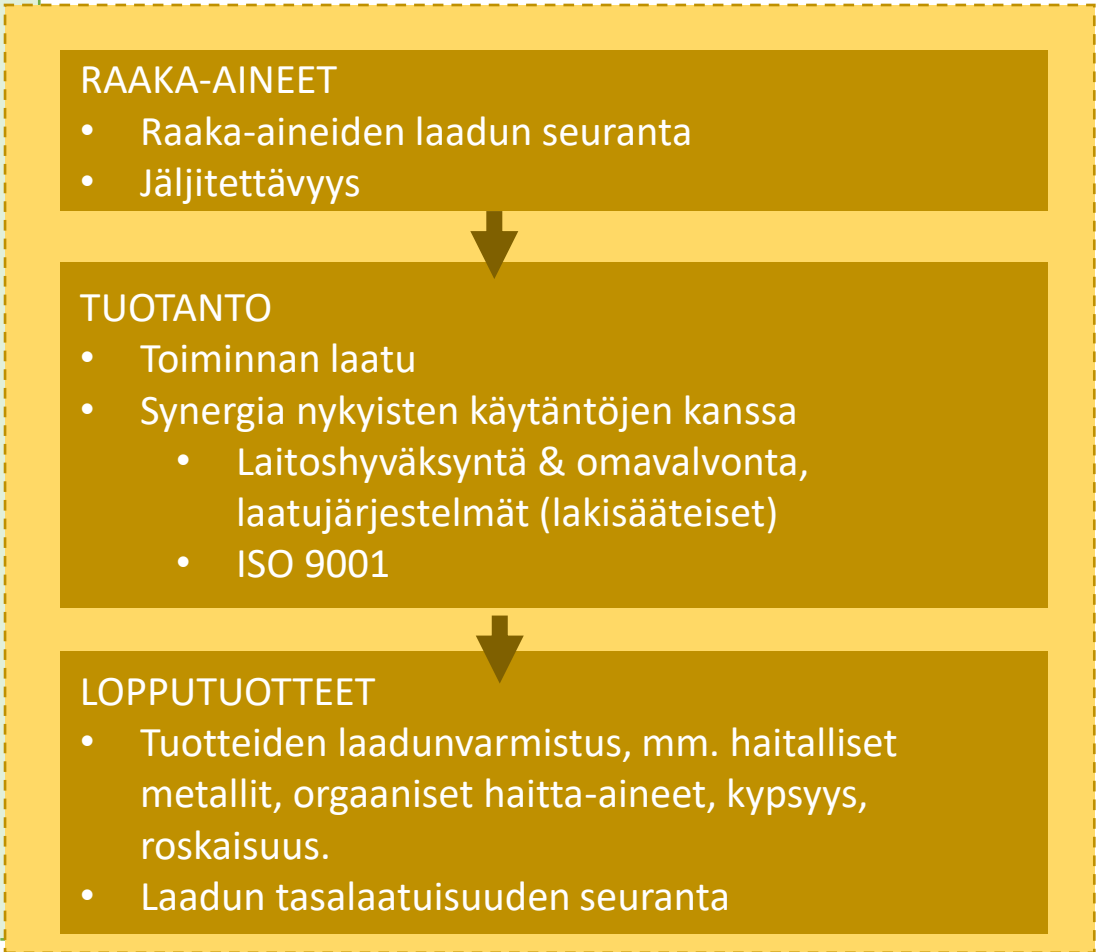 RAAKA-AINEET
• Raaka-aineiden laadun seuranta
• Jäljitettävyys
TUOTANTO
• Toiminnan laatu
• Synergia nykyisten käytäntöjen kanssa
• Laitoshyväksyntä & omavalvonta,
laatujärjestelmät (lakisääteiset)
• ISO 9001
LOPPUTUOTTEET
• Tuotteiden laadunvarmistus, mm. haitalliset
metallit, orgaaniset haitta-aineet, kypsyys,
roskaisuus.
• Laadun tasalaatuisuuden seuranta